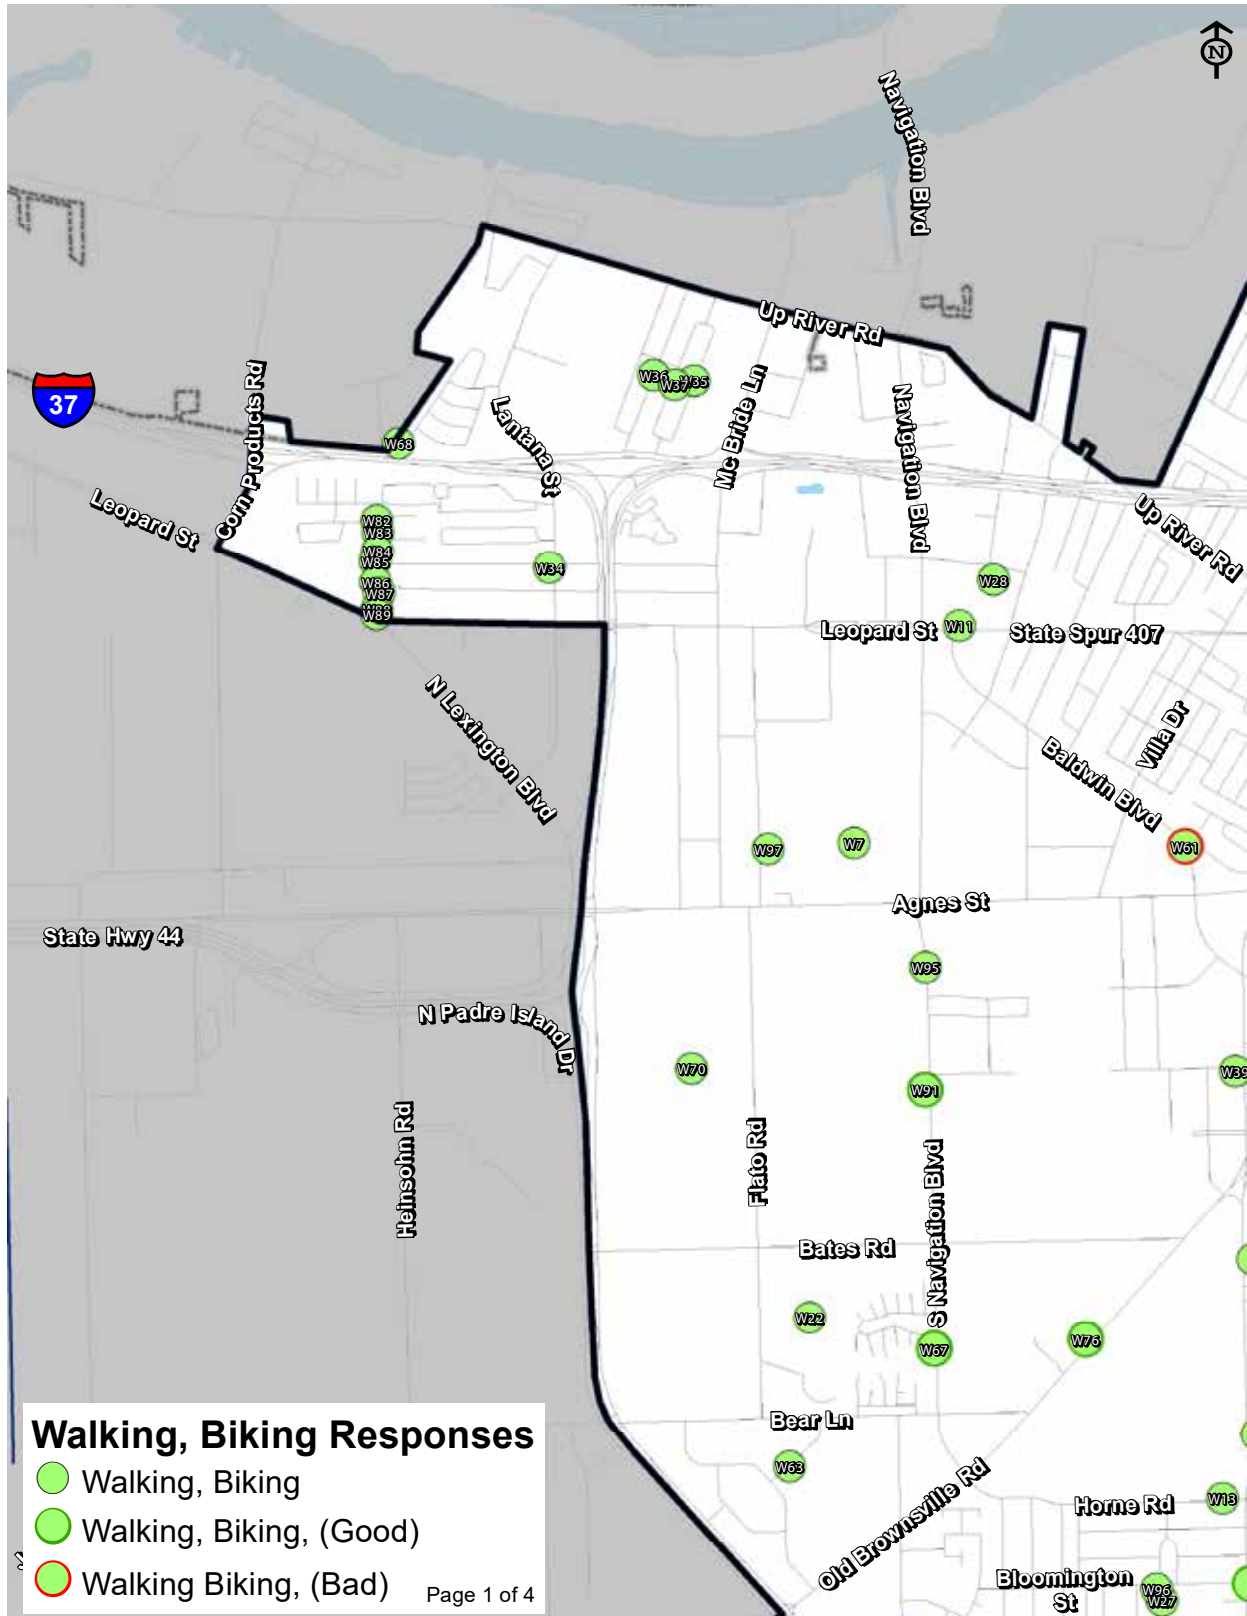 N
Navigation Blvd
Up River Rd
37
Corn Products Rd
W36
W37
W35
Mc Bride Ln
Lantana St
Navigation Blvd
W68
Leopard St
Up River Rd
W82
W83
W84
W85
W86
W87
W89
W34
W28
W11
Leopard St
State Spur 407
N Lexington Blvd
Villa Dr
Baldwin Blvd
W97
W7
W61
Agnes St
State Hwy 44
W95
N Padre Island Dr
W70
W91
W39
Heinsohn Rd
Flato Rd
S Navigation Blvd
Bates Rd
W22
W67
W76
Bear Ln
W63
Old Brownsville Rd
Horne Rd
W13
Bloomington
St
W96
W27
Walking, Biking Responses
Walking, Biking
Walking, Biking, (Good)
Walking Biking, (Bad)
Page 1 of 4